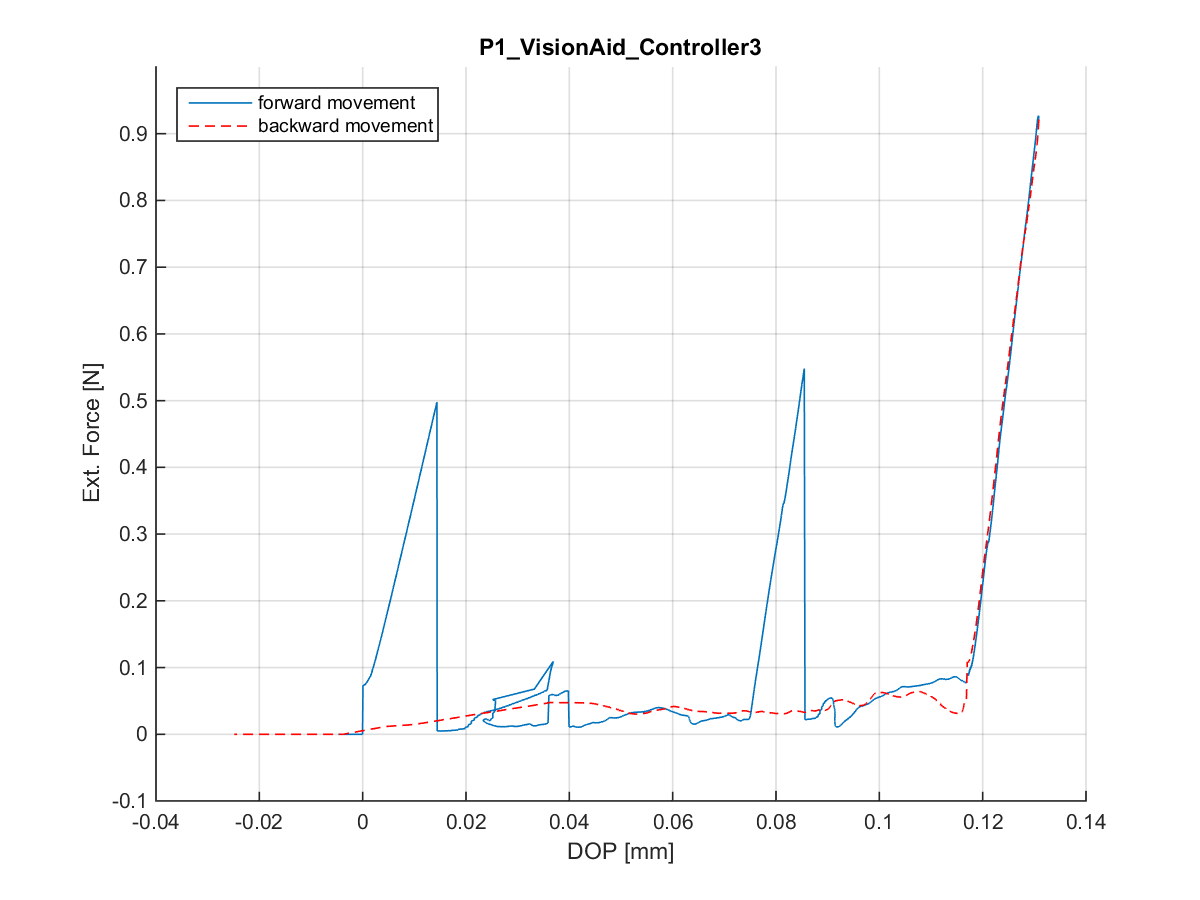 P1_VisionAid_Controller3
forward movement
backward movement
0.9
0.8
0.7
0.6
0.5
0.4
0.3
0.2
0.1
0
-0.1
Ext. Force [N]
-0.04 -0.02 0 0.02 0.04 0.06 0.08 0.1 0.12 0.14
DOP [mm]